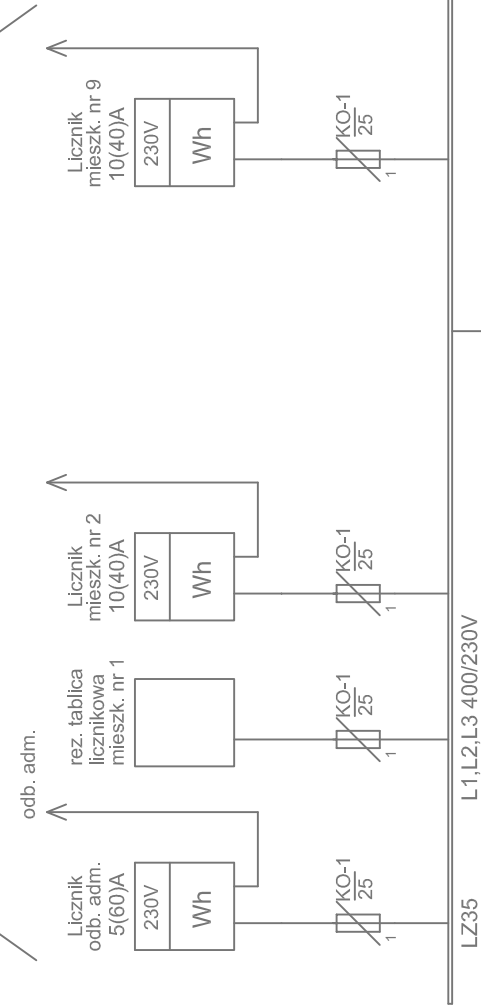 odb. adm.
Licznik
odb. adm.
5(60)A
230V
Wh
KO-1
25
1
rez. tablica
licznikowa
mieszk. nr 1
KO-1
25
1
Licznik
mieszk. nr 2
10(40)A
230V
Wh
KO-1
25
1
Licznik
mieszk. nr 9
10(40)A
230V
Wh
KO-1
25
1
LZ35
L1,L2,L3 400/230V